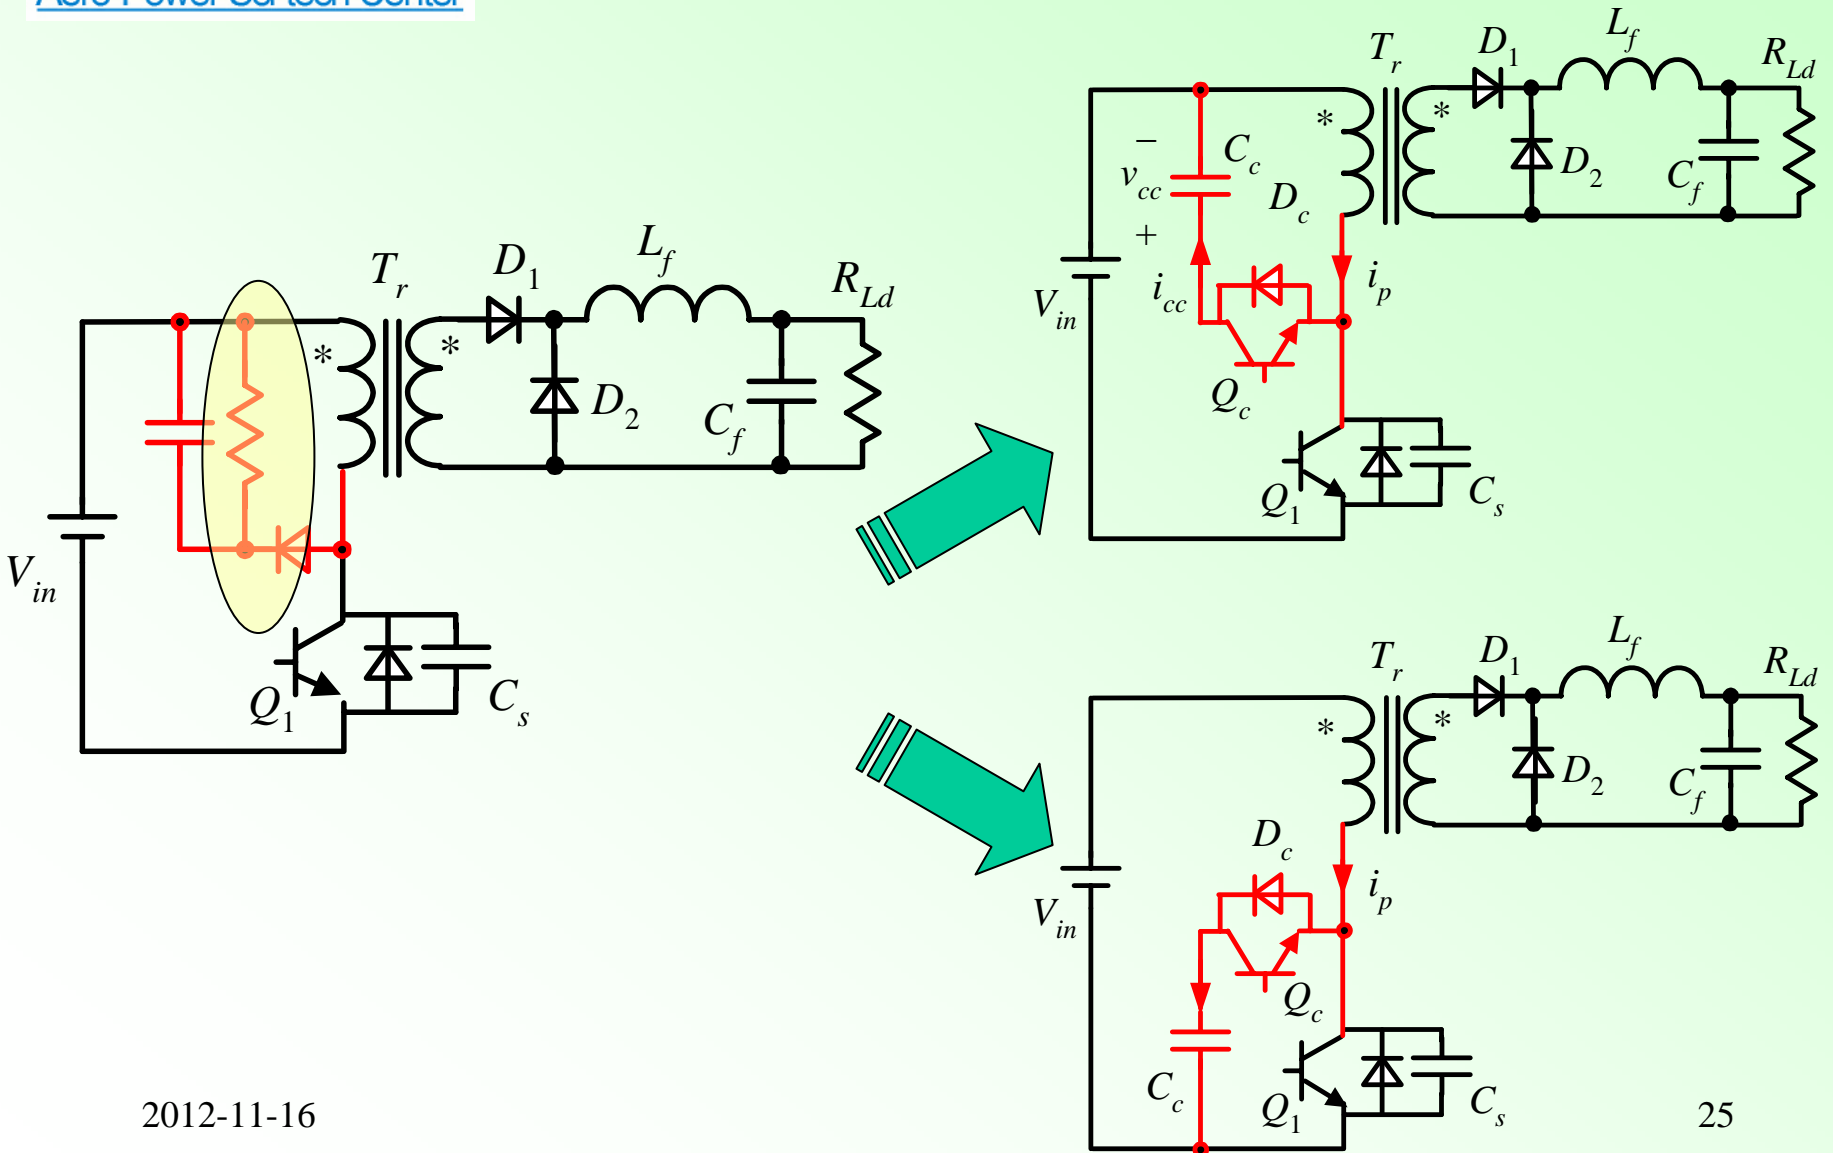 T_r
D_1
L_f
R_Ld
*
*
D_2
C_f
V_in
Q_1
C_s
T_r
D_1
L_f
R_Ld
*
*
−
v_cc
+
C_c
D_c
D_2
C_f
V_in
i_cc
i_p
Q_c
Q_1
C_s
T_r
D_1
L_f
R_Ld
*
*
D_2
C_f
D_c
i_p
V_in
Q_c
C_c
Q_1
C_s
2012-11-16
25